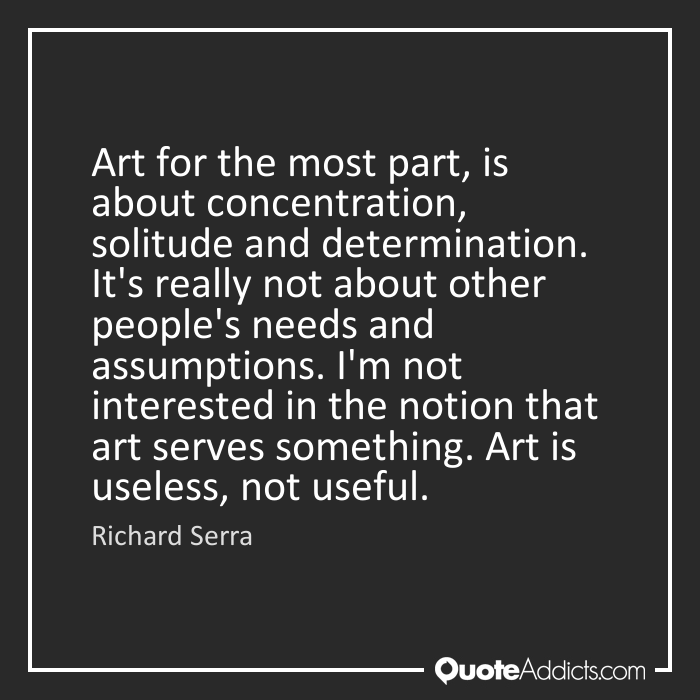 Art for the most part, is
about concentration,
solitude and determination.
It's really not about other
people's needs and
assumptions. I'm not
interested in the notion that
art serves something. Art is
useless, not useful.
Richard Serra
QuoteAddicts.com